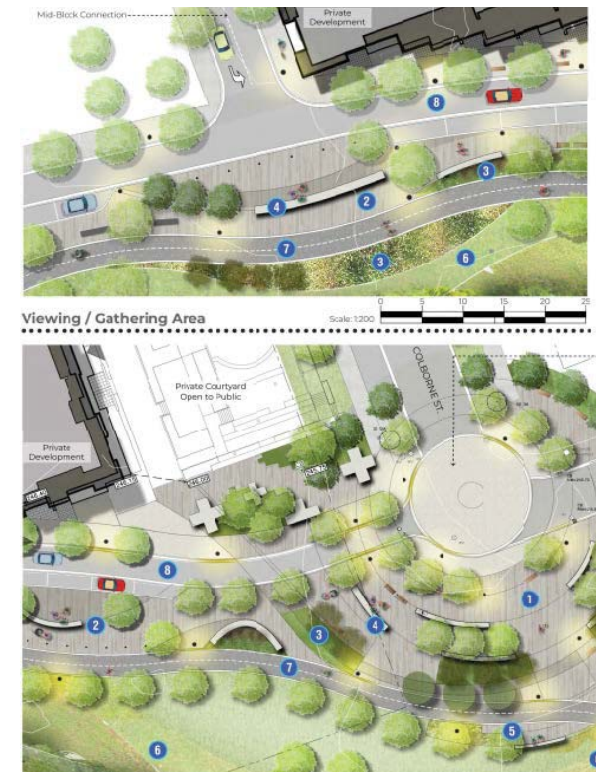 Mid-Block Connection
Private
Development
8
3
2
4
7
3
6
Viewing / Gathering Area
Scale: 1:200
0 5 10 15 20 25
COLBORNE ST.
Private Courtyard
Open to Public
Private
Development
8
1
2
3
4
7
5
6